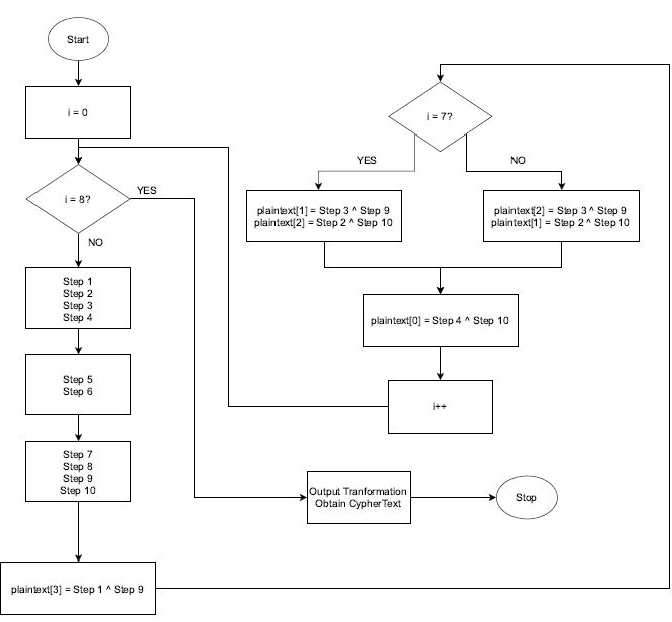 Start
i = 0
i = 8?
YES
NO
Step 1
Step 2
Step 3
Step 4
Step 5
Step 6
Step 7
Step 8
Step 9
Step 10
plaintext[3] = Step 1 ^ Step 9
i = 7?
YES
NO
plaintext[1] = Step 3 ^ Step 9
plaintext[2] = Step 2 ^ Step 10
plaintext[2] = Step 3 ^ Step 9
plaintext[1] = Step 2 ^ Step 10
plaintext[0] = Step 4 ^ Step 10
i++
Output Tranformation
Obtain CypherText
Stop